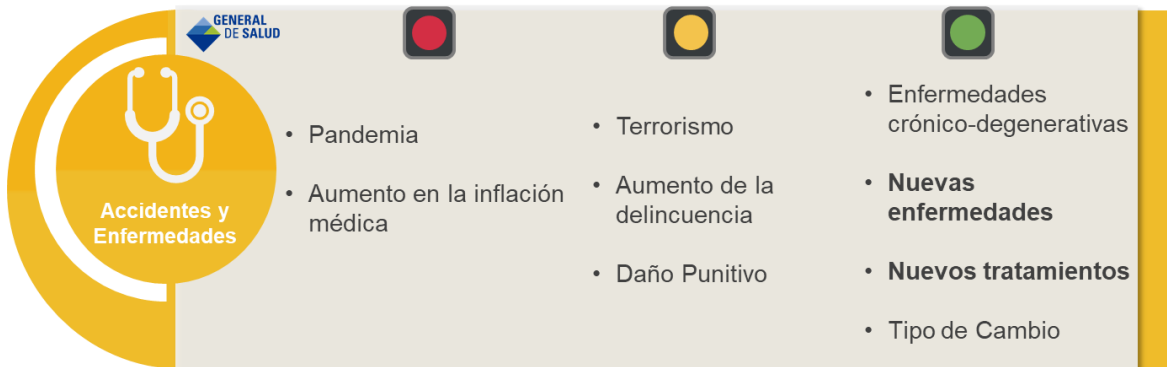 GENERAL
DE SALUD
Accidentes y
Enfermedades
• Pandemia
• Aumento en la inflación
médica
• Terrorismo
• Aumento de la
delincuencia
• Daño Punitivo
• Enfermedades
crónico-degenerativas
• Nuevas
enfermedades
• Nuevos tratamientos
• Tipo de Cambio